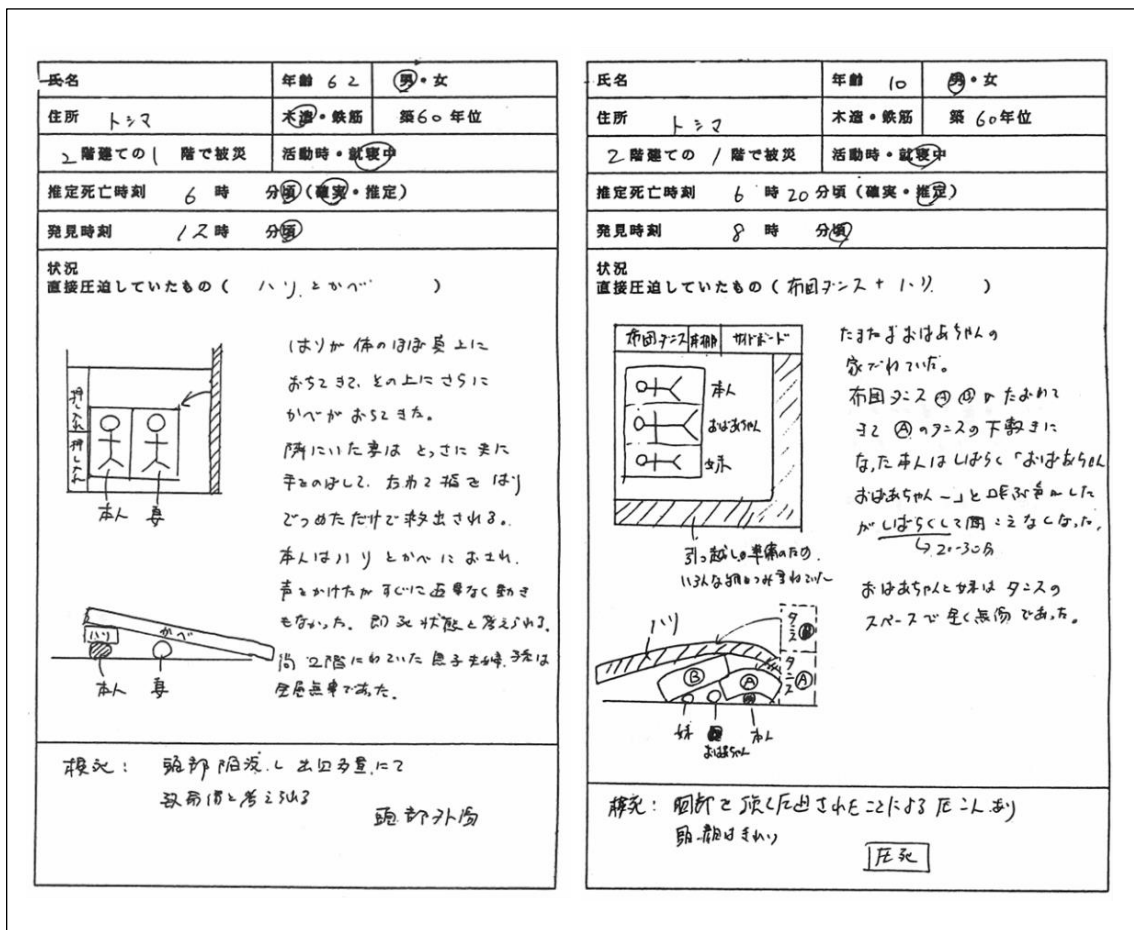 氏名 年齢 62 男・女
住所 トシマ 木造・鉄筋 築60年位
2階建ての1階で被災 活動時・就寝中
推定死亡時刻 6時 分頃(確実・推定)
発見時刻 12時 分頃
状況
直接圧迫していたもの( ハリとかべ )
はりが体のほぼ真上に
おちてきて、その上にさらに
かべがおちてきた。
隣にいた妻はとっさに夫に
手をのばして、左わて指をはり
でつめただけで救出される。
本人はハリとかべにおされ、
声をかけたがすぐに返事なく動き
もなかった。即死状態と考えられる。
尚2階にねていた息子夫婦、孫は
全員無事であった。
押し入れ
押し入れ
本人 妻
ハリ かべ
本人 妻
検死: 頭部陥没し出血多量にて
致命傷と考えられる
頭部外傷
氏名 年齢 10 男・女
住所 トシマ 木造・鉄筋 築60年位
2階建ての1階で被災 活動時・就寝中
推定死亡時刻 6時20分頃(確実・推定)
発見時刻 8時 分頃
状況
直接圧迫していたもの(布団ダンス+ハリ )
布団ダンス 本棚 サイドボード
本人
おばあちゃん
妹
引っ越しの準備のため、
いろんな物がつみ重ねていた
たまたまおばあちゃんの
家でねていた。
布団ダンスⒶⒷがたおれて
きてⒶのタンスの下敷きに
なった本人はしばらく「おばあちゃん
おばあちゃん〜」と呼ぶ声がした
がしばらくして聞こえなくなった。
20-30分
おばあちゃんと妹はタンスの
スペースで全く無傷であった。
ハリ
タンスⒷ
タンスⒶ
Ⓑ Ⓐ
妹 おばあちゃん 本人
検死: 胸部を強く圧迫されたことによる圧こんあり
頭・顔はきれい
圧死